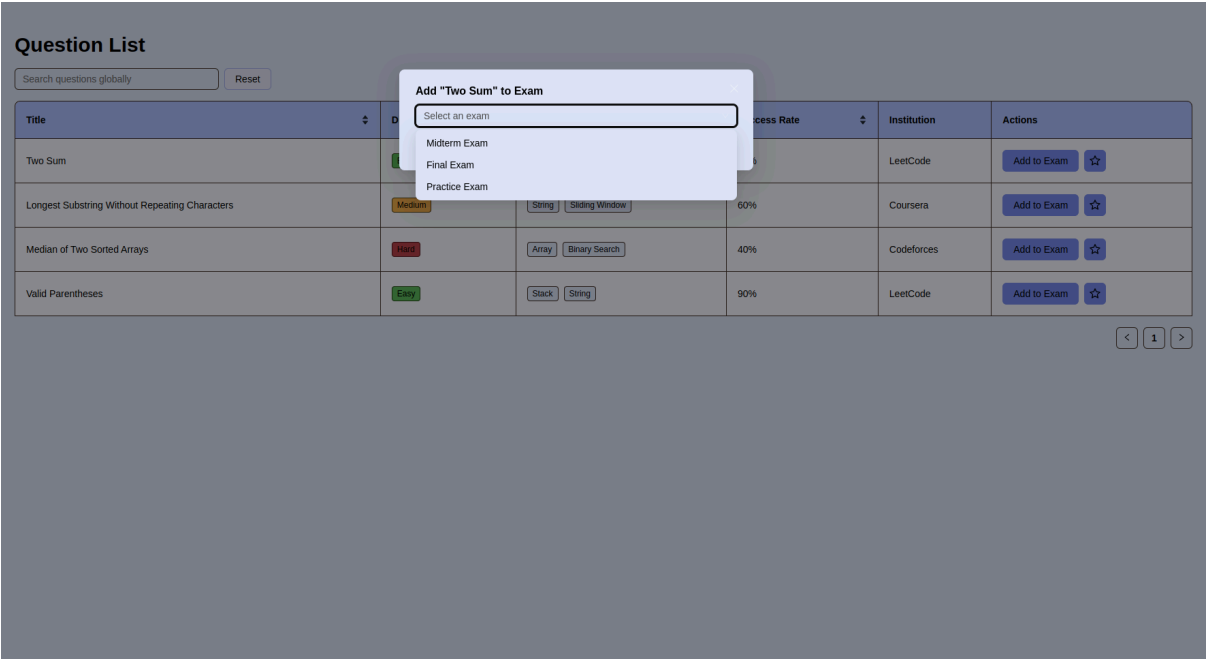 Question List
Search questions globally Reset
Add "Two Sum" to Exam
Select an exam
Midterm Exam
Final Exam
Practice Exam
Title D cess Rate Institution Actions
Two Sum LeetCode Add to Exam
Longest Substring Without Repeating Characters Medium String Sliding Window 60% Coursera Add to Exam
Median of Two Sorted Arrays Hard Array Binary Search 40% Codeforces Add to Exam
Valid Parentheses Easy Stack String 90% LeetCode Add to Exam
< 1 >